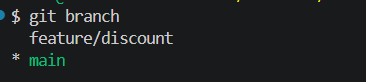 $ git branch
feature/discount
* main